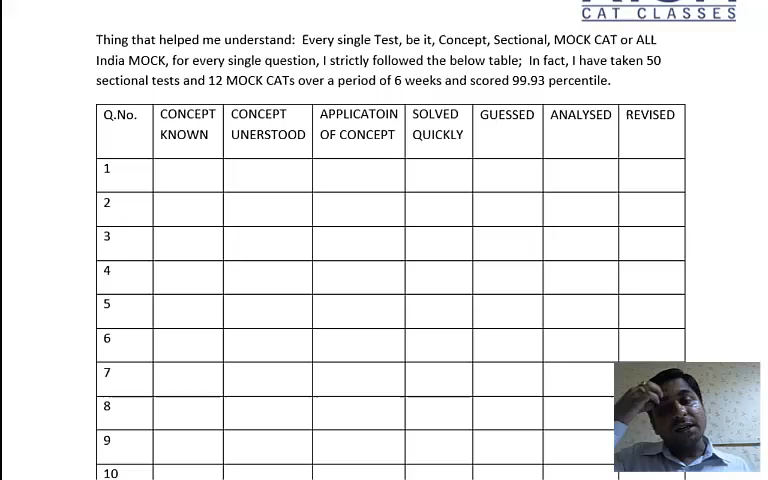 CAT CLASSES
Thing that helped me understand: Every single Test, be it, Concept, Sectional, MOCK CAT or ALL
India MOCK, for every single question, I strictly followed the below table; In fact, I have taken 50
sectional tests and 12 MOCK CATs over a period of 6 weeks and scored 99.93 percentile.
Q.No. CONCEPT CONCEPT APPLICATOIN SOLVED GUESSED ANALYSED REVISED
KNOWN UNERSTOOD OF CONCEPT QUICKLY
1
2
3
4
5
6
7
8
9
10